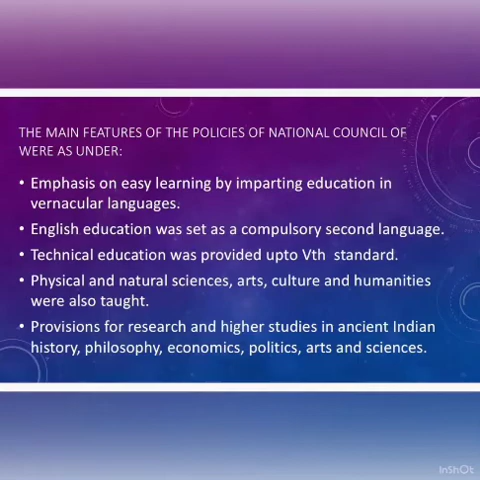 THE MAIN FEATURES OF THE POLICIES OF NATIONAL COUNCIL OF
WERE AS UNDER:
• Emphasis on easy learning by imparting education in
vernacular languages.
• English education was set as a compulsory second language.
• Technical education was provided upto Vth standard.
• Physical and natural sciences, arts, culture and humanities
were also taught.
• Provisions for research and higher studies in ancient Indian
history, philosophy, economics, politics, arts and sciences.
InShOt